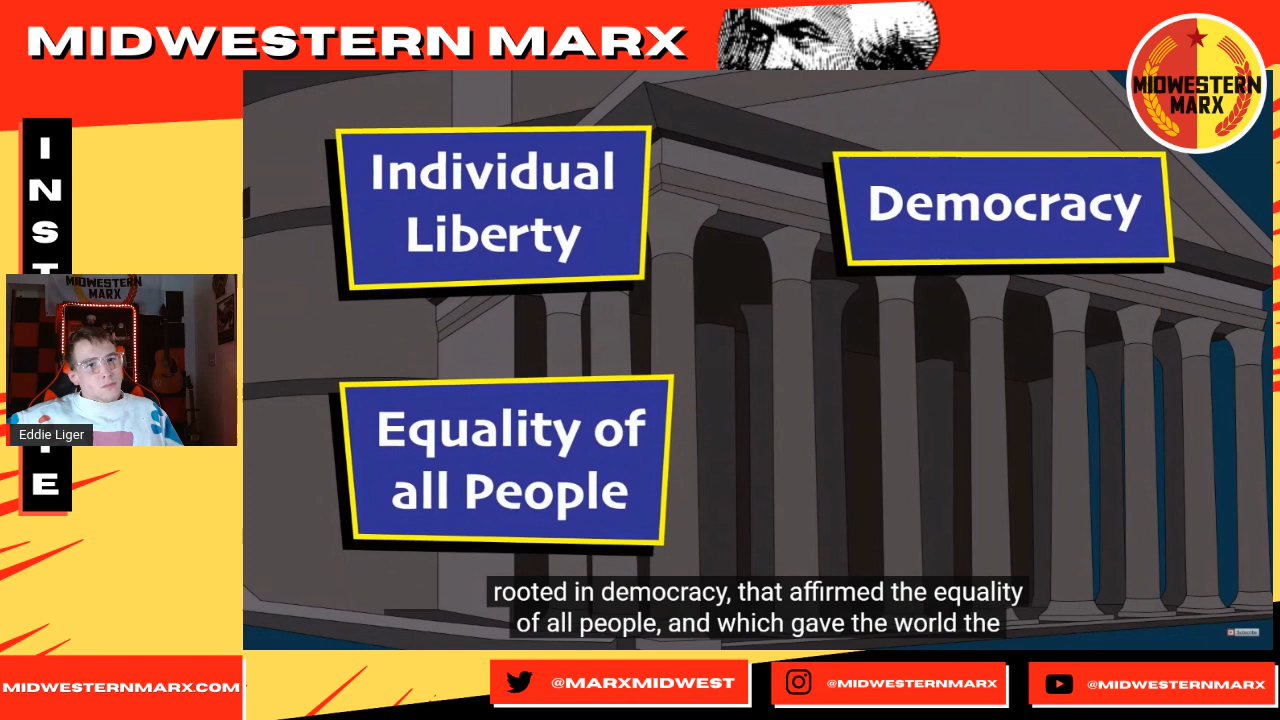 MIDWESTERN MARX
MIDWESTERN
MARX
Individual
Liberty
Democracy
I
N
S
T
MIDWESTERN
MARX
Eddie Liger
E
Equality of
all People
rooted in democracy, that affirmed the equality
of all people, and which gave the world the
Subscribe
MIDWESTERNMARX.COM
@MARXMIDWEST
@MIDWESTERNMARX
@MIDWESTERNMARX